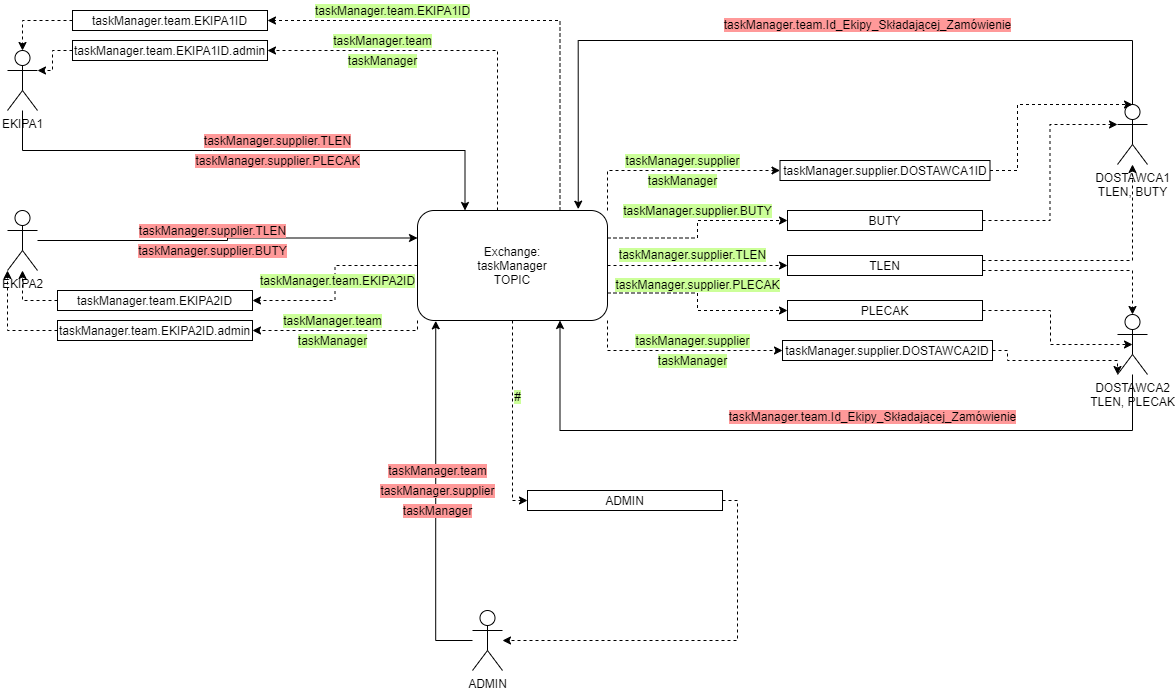 taskManager.team.EKIPA1ID
taskManager.team.EKIPA1ID
taskManager.team.EKIPA1ID.admin
taskManager.team
taskManager
EKIPA1
taskManager.supplier.TLEN
taskManager.supplier.PLECAK
taskManager.team.Id_Ekipy_Składającej_Zamówienie
taskManager.supplier
taskManager
taskManager.supplier.DOSTAWCA1ID
DOSTAWCA1
TLEN, BUTY
taskManager.supplier.BUTY
BUTY
taskManager.supplier.TLEN
taskManager.supplier.BUTY
EKIPA2
Exchange:
taskManager
TOPIC
taskManager.supplier.TLEN
TLEN
taskManager.team.EKIPA2ID
taskManager.team.EKIPA2ID
taskManager.supplier.PLECAK
PLECAK
taskManager.team.EKIPA2ID.admin
taskManager.team
taskManager
taskManager.supplier
taskManager
taskManager.supplier.DOSTAWCA2ID
DOSTAWCA2
TLEN, PLECAK
#
taskManager.team.Id_Ekipy_Składającej_Zamówienie
taskManager.team
taskManager.supplier
taskManager
ADMIN
ADMIN